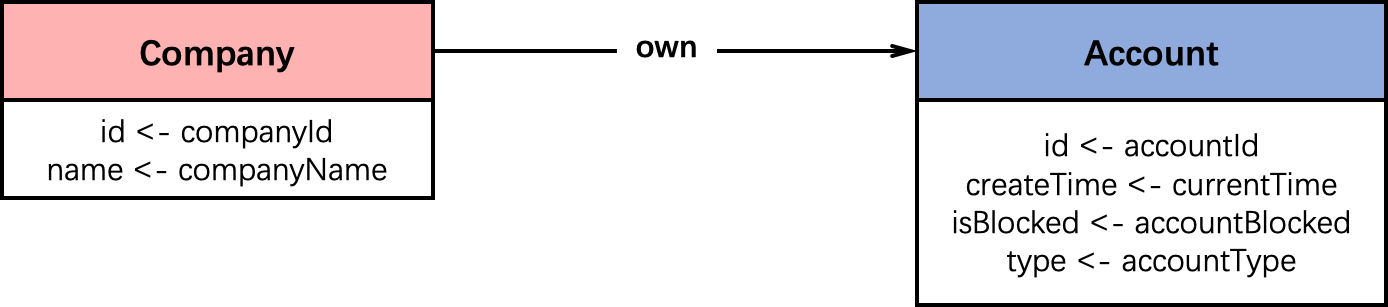 Company
id <- companyId
name <- companyName
own
Account
id <- accountId
createTime <- currentTime
isBlocked <- accountBlocked
type <- accountType